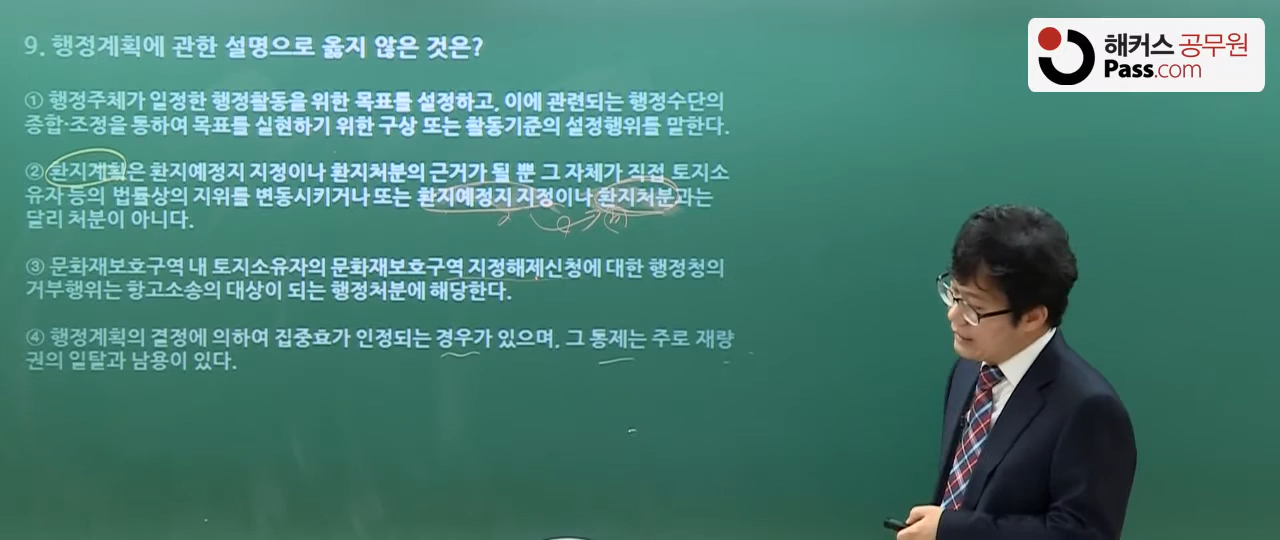 해커스 공무원
Pass.com
9. 행정계획에 관한 설명으로 옳지 않은 것은?
① 행정주체가 일정한 행정활동을 위한 목표를 설정하고, 이에 관련되는 행정수단의
종합·조정을 통하여 목표를 실현하기 위한 구상 또는 활동기준의 설정행위를 말한다.
② 환지계획은 환지예정지 지정이나 환지처분의 근거가 될 뿐 그 자체가 직접 토지소
유자 등의 법률상의 지위를 변동시키거나 또는 환지예정지 지정이나 환지처분과는
달리 처분이 아니다.
③ 문화재보호구역 내 토지소유자의 문화재보호구역 지정해제신청에 대한 행정청의
거부행위는 항고소송의 대상이 되는 행정처분에 해당한다.
④ 행정계획의 결정에 의하여 집중효가 인정되는 경우가 있으며, 그 통제는 주로 재량
권의 일탈과 남용이 있다.